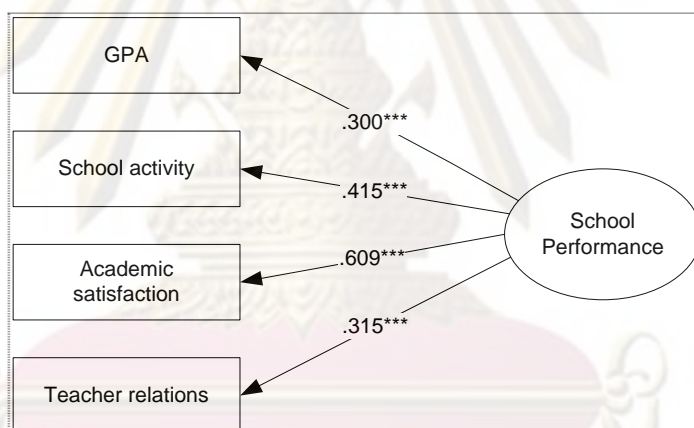 GPA
.300***
School activity
.415***
School
Performance
Academic
satisfaction
.609***
.315***
Teacher relations